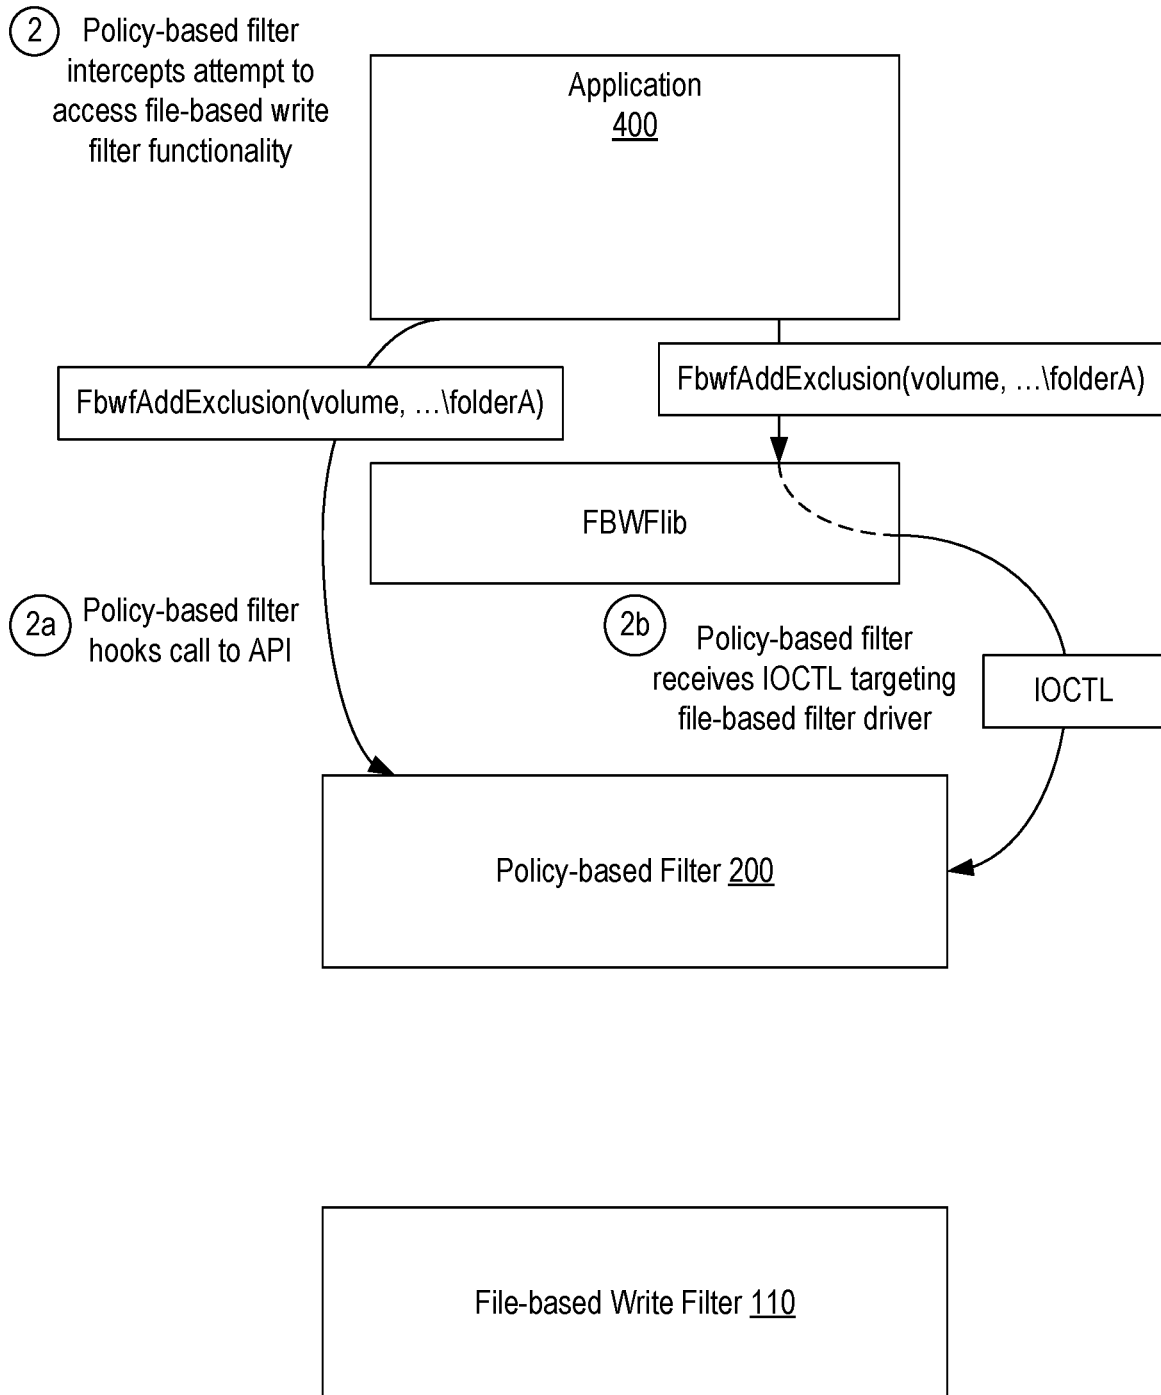 2
Policy-based filter
intercepts attempt to
access file-based write
filter functionality
Application
400
FbwfAddExclusion(volume, …\folderA)
FbwfAddExclusion(volume, …\folderA)
FBWFlib
2a
Policy-based filter
hooks call to API
2b
Policy-based filter
receives IOCTL targeting
file-based filter driver
IOCTL
Policy-based Filter 200
File-based Write Filter 110